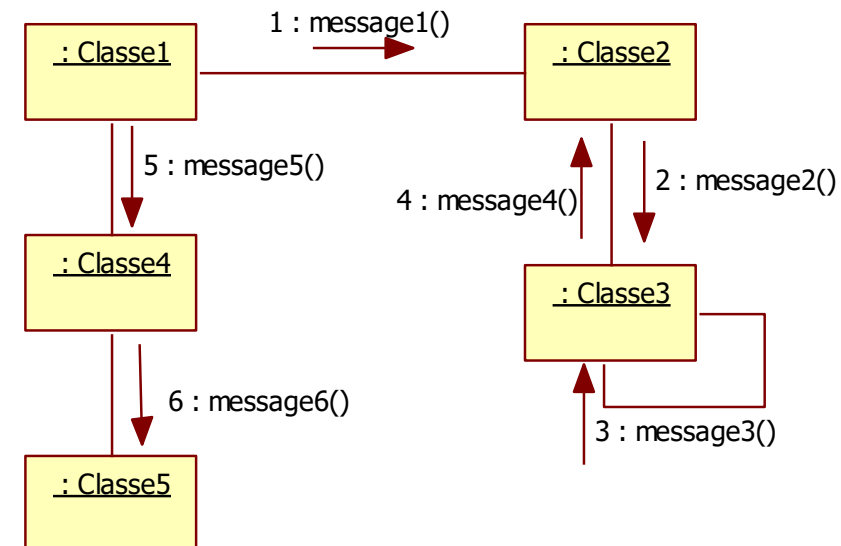 1 : message1()
: Classe1
: Classe2
5 : message5()
2 : message2()
4 : message4()
: Classe4
: Classe3
6 : message6()
3 : message3()
: Classe5